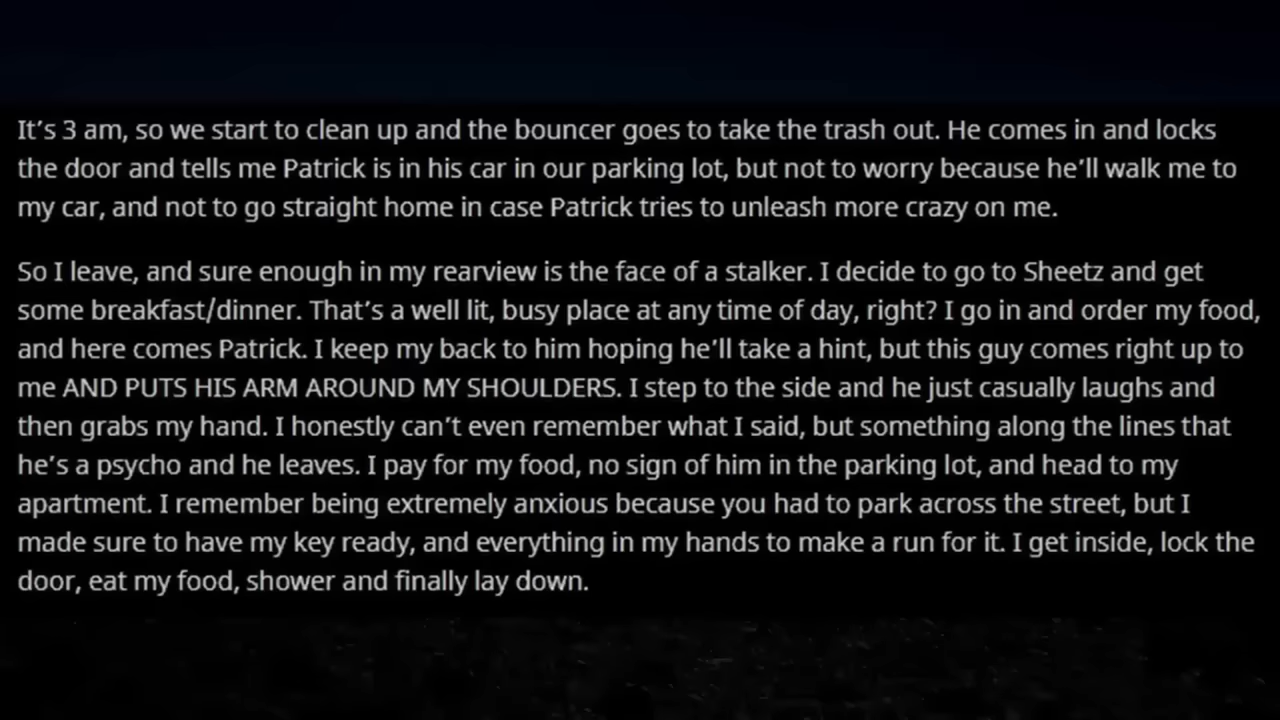 It’s 3 am, so we start to clean up and the bouncer goes to take the trash out. He comes in and locks
the door and tells me Patrick is in his car in our parking lot, but not to worry because he’ll walk me to
my car, and not to go straight home in case Patrick tries to unleash more crazy on me.
So I leave, and sure enough in my rearview is the face of a stalker. I decide to go to Sheetz and get
some breakfast/dinner. That’s a well lit, busy place at any time of day, right? I go in and order my food,
and here comes Patrick. I keep my back to him hoping he’ll take a hint, but this guy comes right up to
me AND PUTS HIS ARM AROUND MY SHOULDERS. I step to the side and he just casually laughs and
then grabs my hand. I honestly can’t even remember what I said, but something along the lines that
he’s a psycho and he leaves. I pay for my food, no sign of him in the parking lot, and head to my
apartment. I remember being extremely anxious because you had to park across the street, but I
made sure to have my key ready, and everything in my hands to make a run for it. I get inside, lock the
door, eat my food, shower and finally lay down.